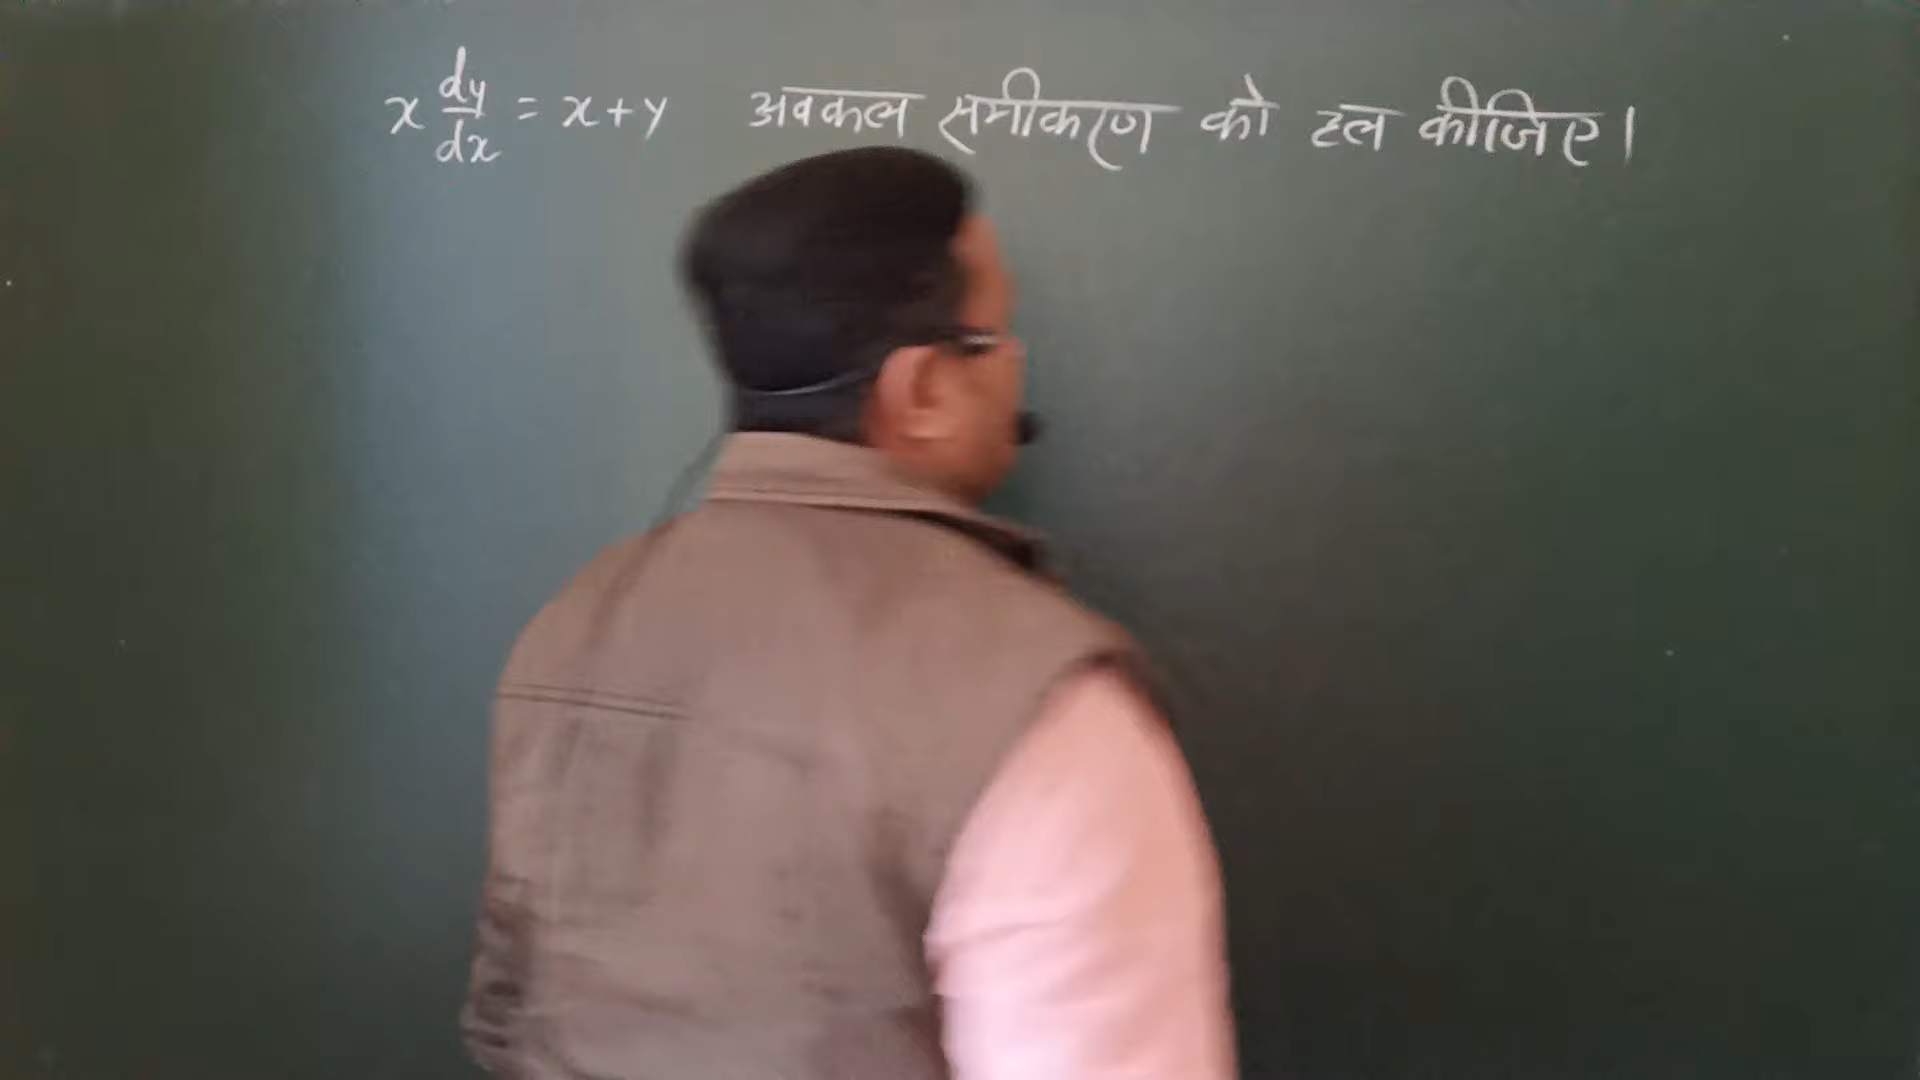 x dy/dx = x+y अवकल समीकरण को हल कीजिए।